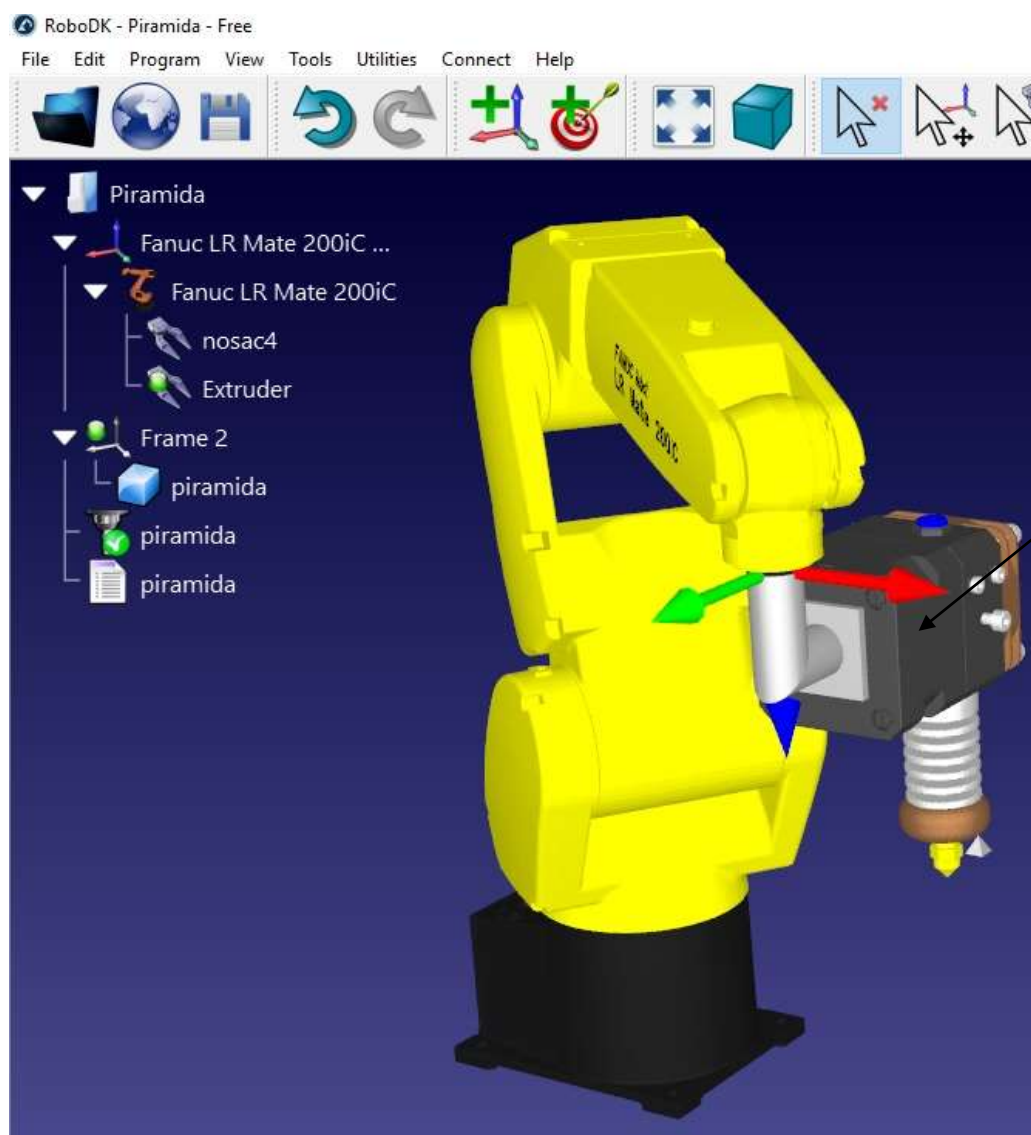 RoboDK - Piramida - Free
File Edit Program View Tools Utilities Connect Help
Piramida
Fanuc LR Mate 200iC ...
Fanuc LR Mate 200iC
nosac4
Extruder
Frame 2
piramida
piramida
piramida
LR Mate 200iC